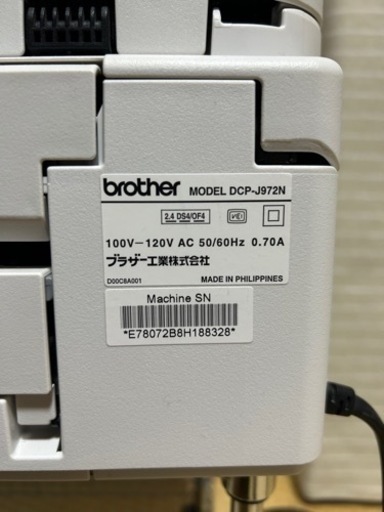 brother MODEL DCP-J972N
2.4 DS4/OF4 VCI
100V-120V AC 50/60Hz 0.70A
ブラザー工業株式会社
D00C8A001 MADE IN PHILIPPINES
Machine SN
*E78072B8H188328*